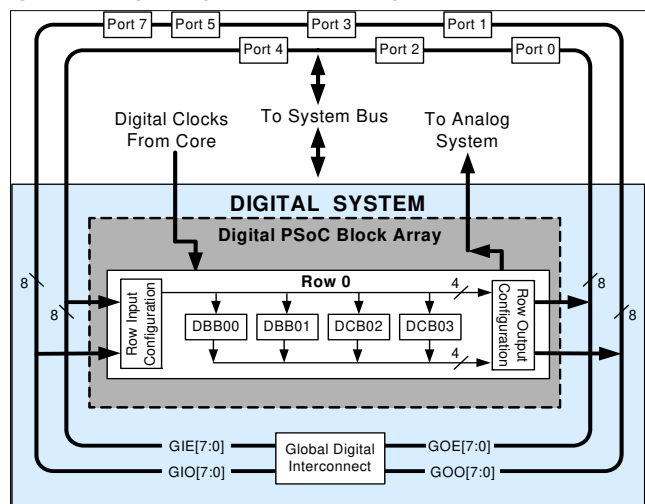 Port 7
Port 5
Port 3
Port 1
Port 4
Port 2
Port 0
Digital Clocks
From Core
To System Bus
To Analog
System
DIGITAL SYSTEM
Digital PSoC Block Array
Row 0
Row Input
Configuration
4
DBB00
DBB01
DCB02
DCB03
4
Row Output
Configuration
8
8
8
8
GIE[7:0]
GIO[7:0]
Global Digital
Interconnect
GOE[7:0]
GOO[7:0]